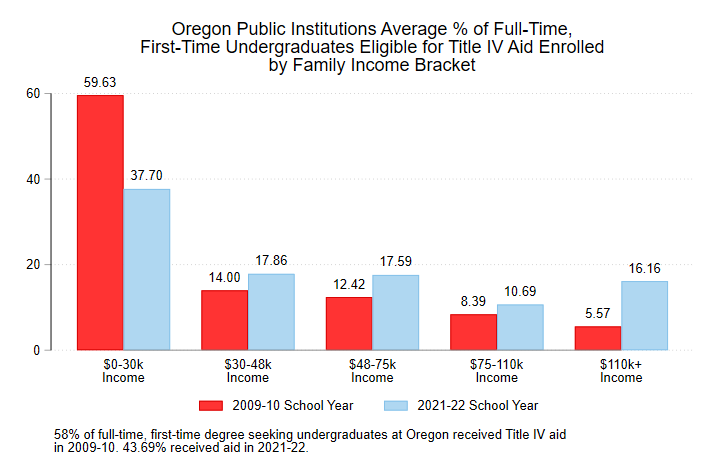 Oregon Public Institutions Average % of Full-Time,
First-Time Undergraduates Eligible for Title IV Aid Enrolled
by Family Income Bracket
59.63
37.70
14.00
17.86
12.42
17.59
8.39
10.69
5.57
16.16
60
40
20
0
$0-30k
Income
$30-48k
Income
$48-75k
Income
$75-110k
Income
$110k+
Income
2009-10 School Year
2021-22 School Year
58% of full-time, first-time degree seeking undergraduates at Oregon received Title IV aid
in 2009-10. 43.69% received aid in 2021-22.